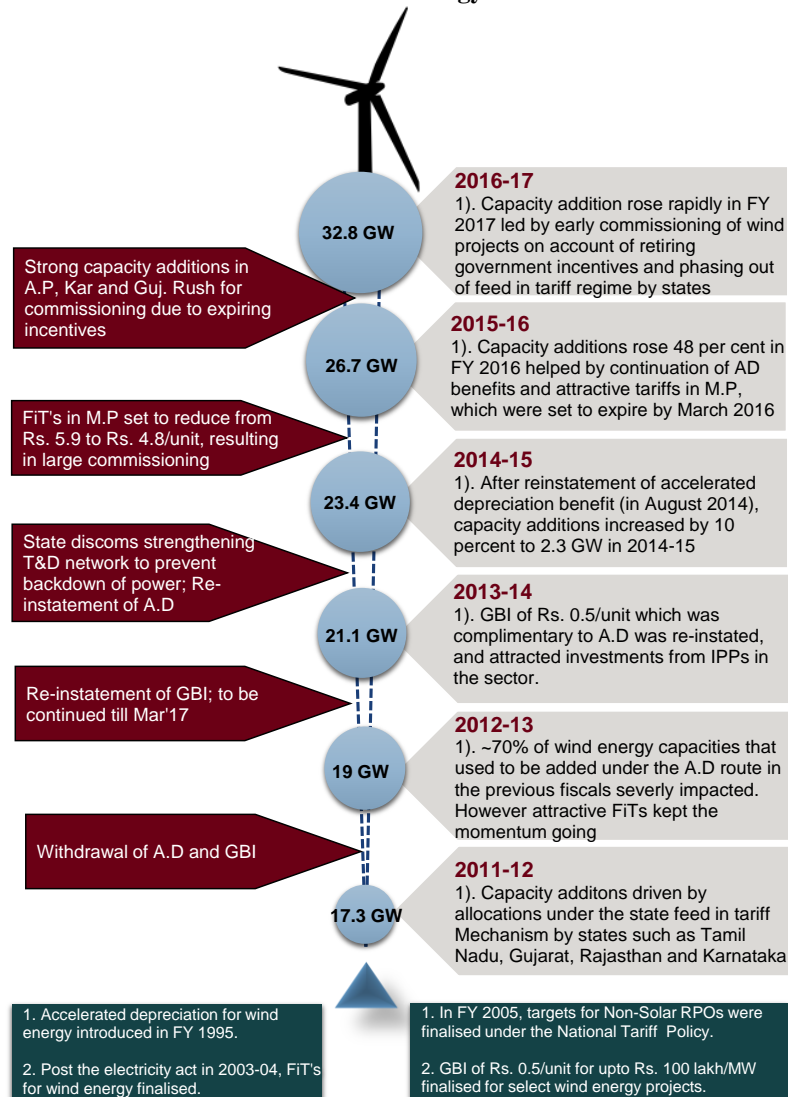 32.8 GW
2016-17
1). Capacity addition rose rapidly in FY
2017 led by early commissioning of wind
projects on account of retiring
government incentives and phasing out
of feed in tariff regime by states
Strong capacity additions in
A.P, Kar and Guj. Rush for
commissioning due to expiring
incentives
26.7 GW
2015-16
1). Capacity additions rose 48 per cent in
FY 2016 helped by continuation of AD
benefits and attractive tariffs in M.P,
which were set to expire by March 2016
FiT's in M.P set to reduce from
Rs. 5.9 to Rs. 4.8/unit, resulting
in large commissioning
23.4 GW
2014-15
1). After reinstatement of accelerated
depreciation benefit (in August 2014),
capacity additions increased by 10
percent to 2.3 GW in 2014-15
State discoms strengthening
T&D network to prevent
backdown of power; Re-
instatement of A.D
21.1 GW
2013-14
1). GBI of Rs. 0.5/unit which was
complimentary to A.D was re-instated,
and attracted investments from IPPs in
the sector.
Re-instatement of GBI; to be
continued till Mar'17
19 GW
2012-13
1). ~70% of wind energy capacities that
used to be added under the A.D route in
the previous fiscals severly impacted.
However attractive FiTs kept the
momentum going
Withdrawal of A.D and GBI
17.3 GW
2011-12
1). Capacity additons driven by
allocations under the state feed in tariff
Mechanism by states such as Tamil
Nadu, Gujarat, Rajasthan and Karnataka
1. Accelerated depreciation for wind
energy introduced in FY 1995.
2. Post the electricity act in 2003-04, FiT's
for wind energy finalised.
1. In FY 2005, targets for Non-Solar RPOs were
finalised under the National Tariff Policy.
2. GBI of Rs. 0.5/unit for upto Rs. 100 lakh/MW
finalised for select wind energy projects.